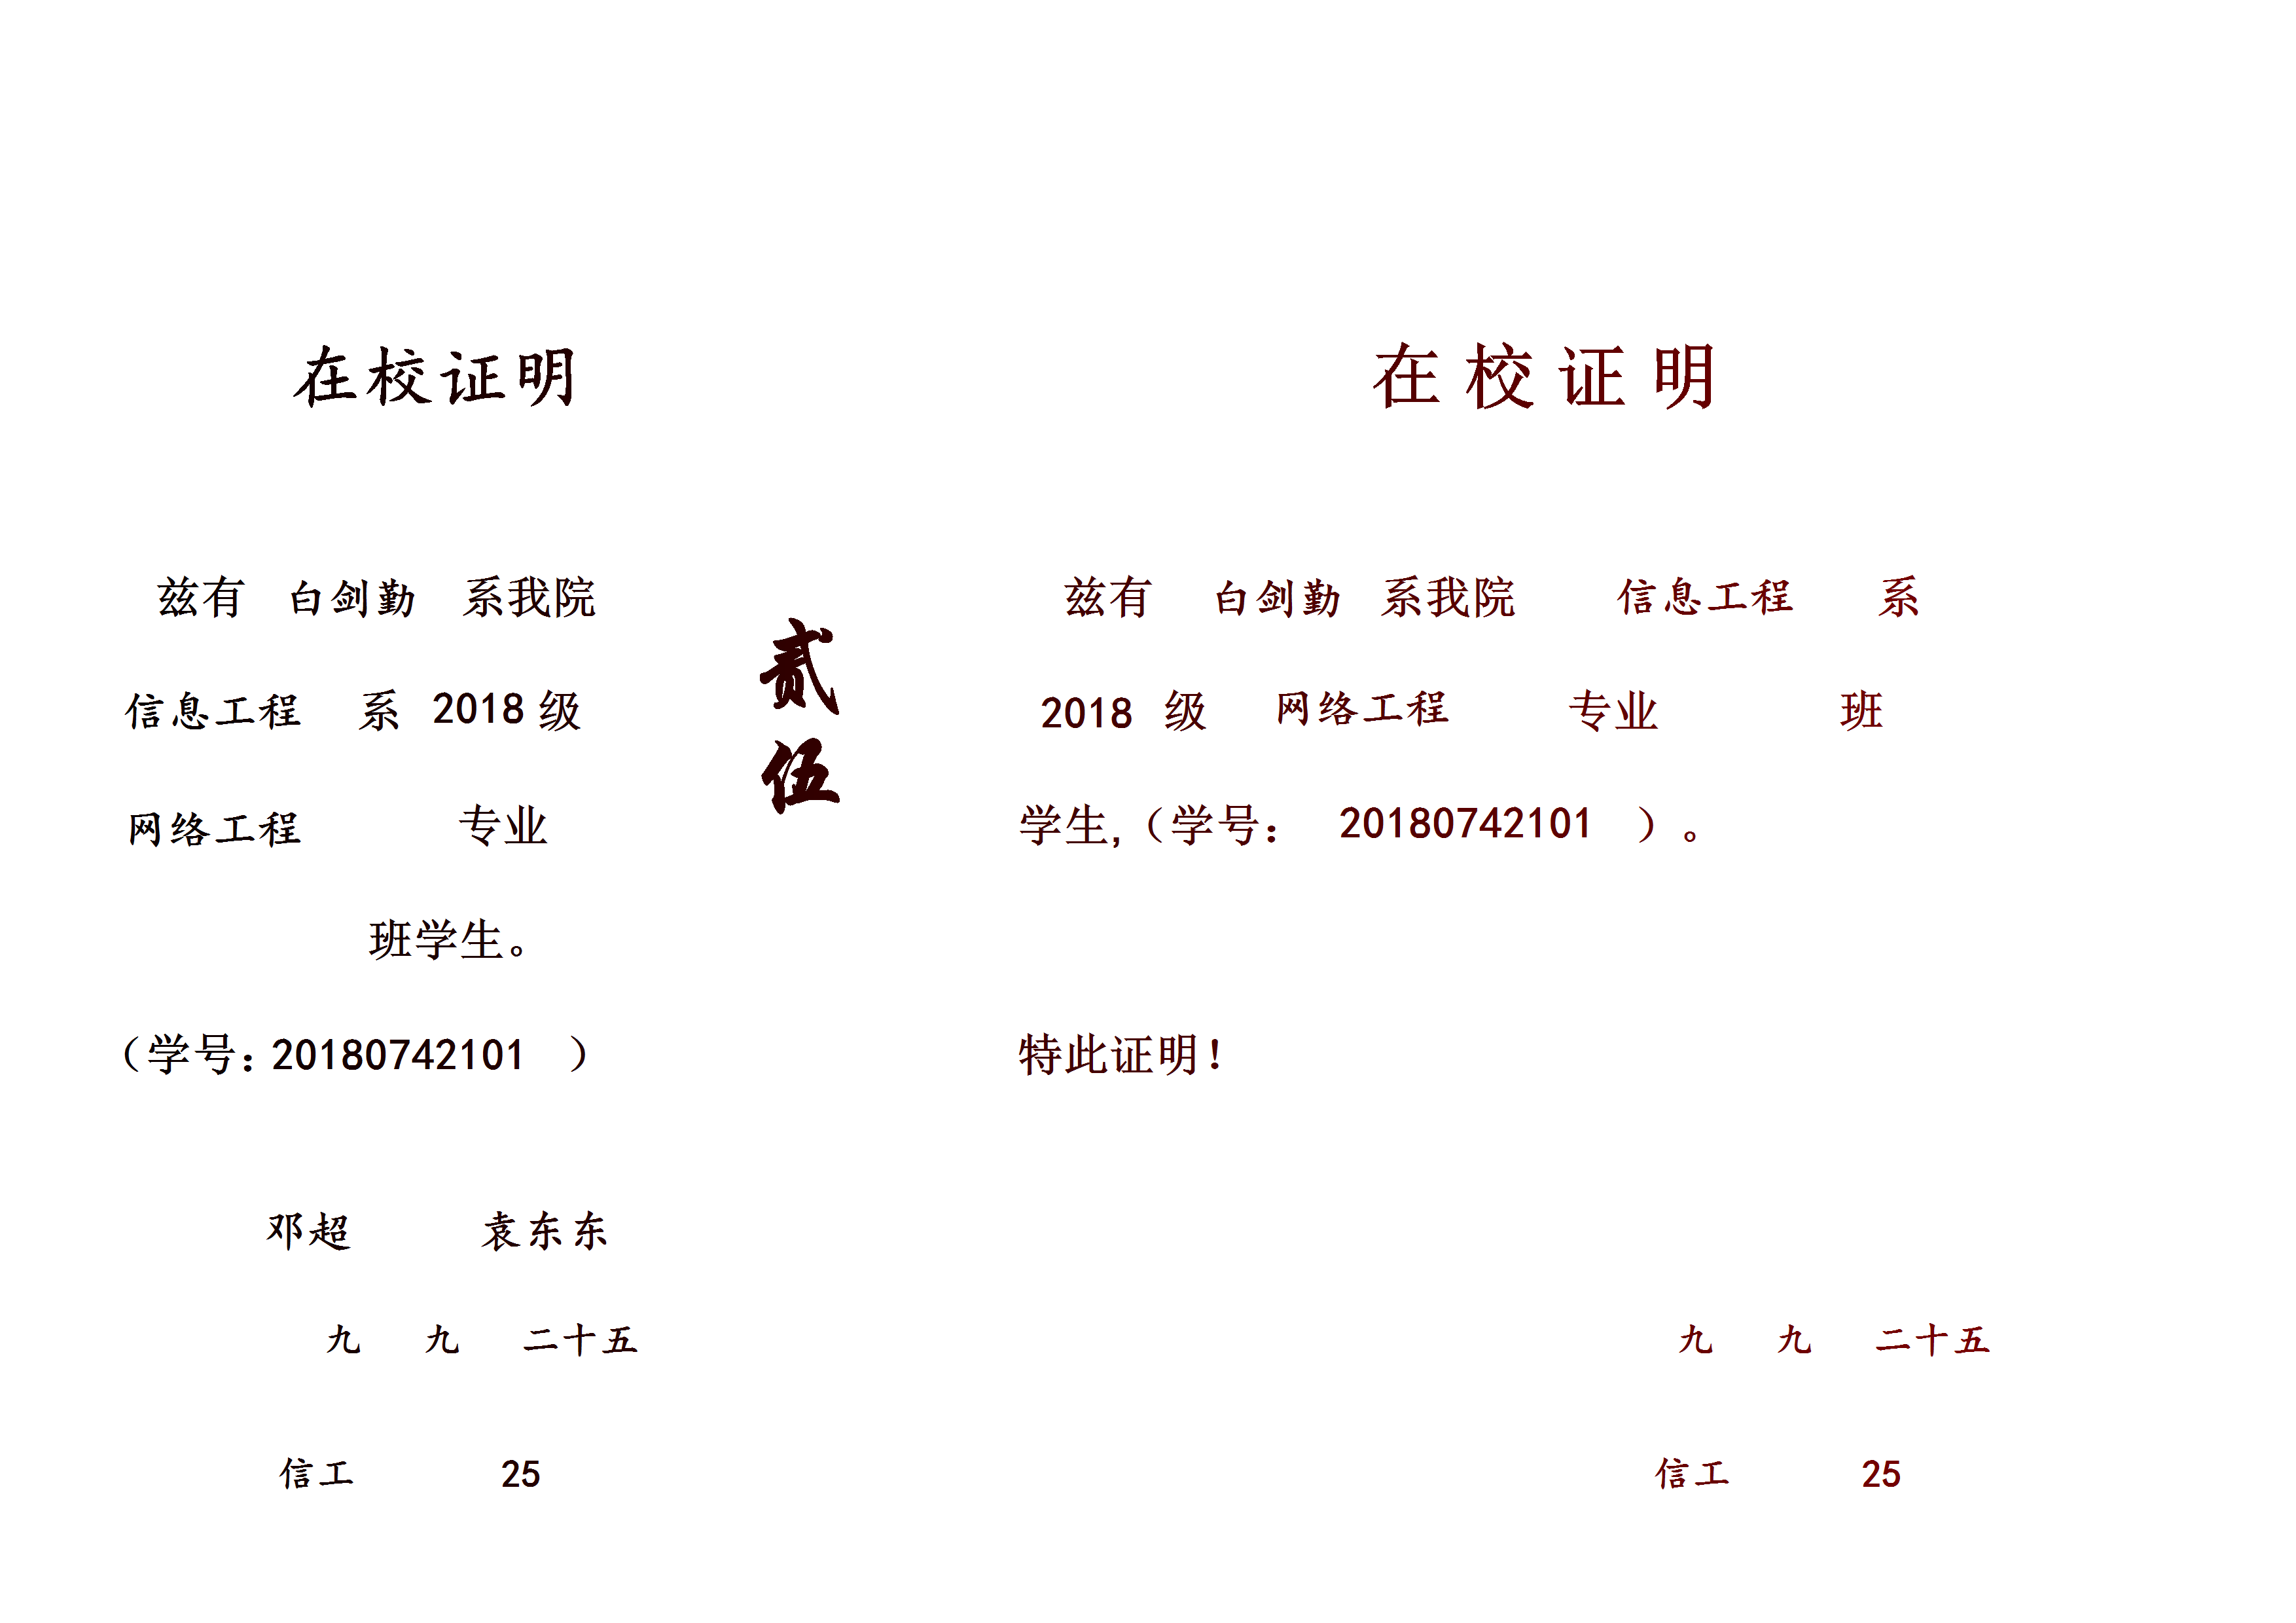 在校证明
兹有 白剑勤 系我院
信息工程 系 2018 级
网络工程 专业
班学生。
（学号：20180742101 ）
邓超 袁东东
九 九 二十五
信工 25
贰伍
在校证明
兹有 白剑勤 系我院 信息工程 系
2018 级 网络工程 专业 班
学生,（学号： 20180742101 ）。
特此证明！
九 九 二十五
信工 25